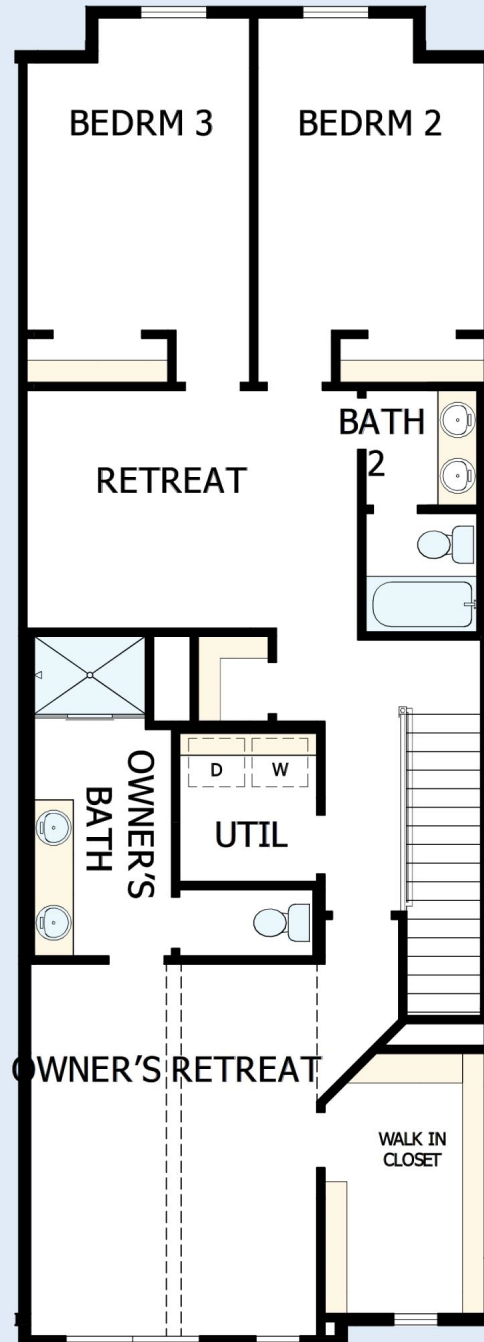 BEDRM 3
BEDRM 2
BATH
2
RETREAT
D
W
UTIL
OWNER'S
BATH
OWNER'S RETREAT
WALK IN
CLOSET